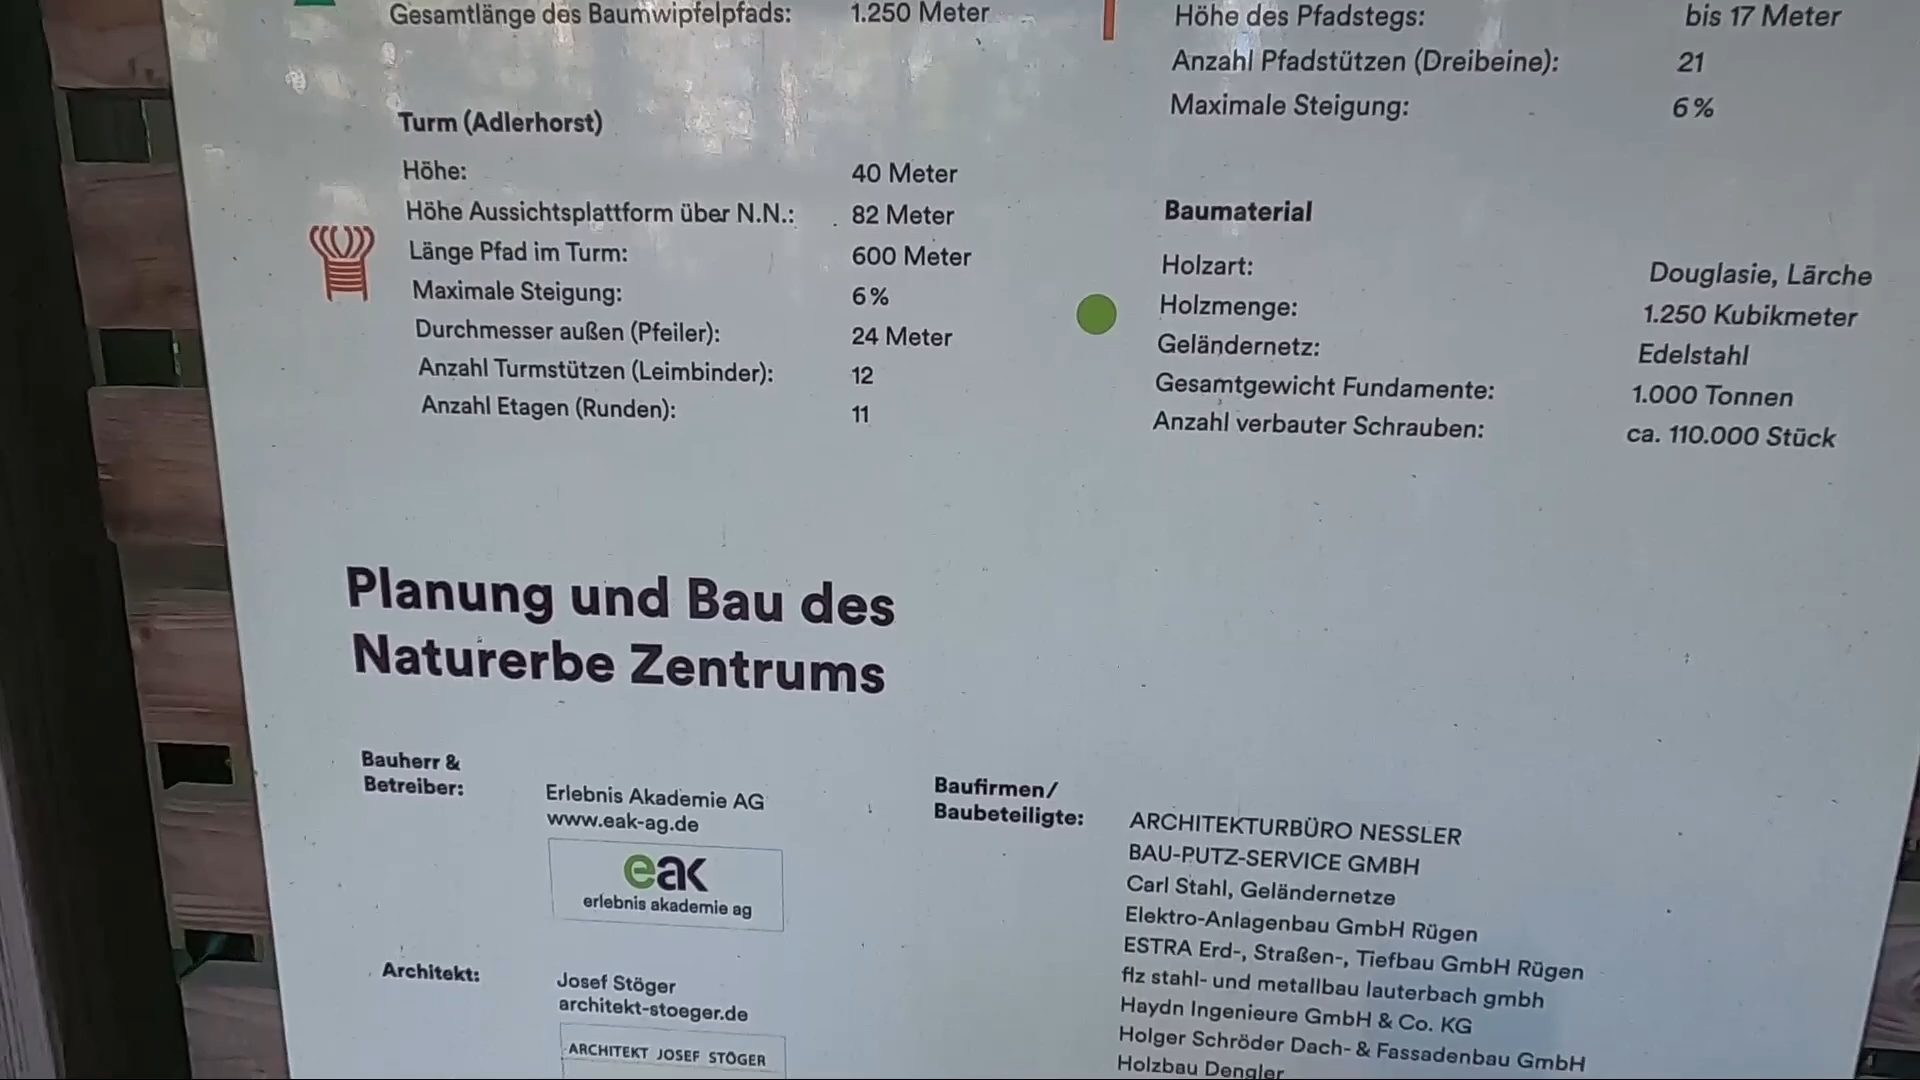 Gesamtlänge des Baumwipfelpfads: 1.250 Meter
Turm (Adlerhorst)
Höhe: 40 Meter
Höhe Aussichtsplattform über N.N.: 82 Meter
Länge Pfad im Turm: 600 Meter
Maximale Steigung: 6%
Durchmesser außen (Pfeiler): 24 Meter
Anzahl Turmstützen (Leimbinder): 12
Anzahl Etagen (Runden): 11
Höhe des Pfadstegs: bis 17 Meter
Anzahl Pfadstützen (Dreibeine): 21
Maximale Steigung: 6%
Baumaterial
Holzart: Douglasie, Lärche
Holzmenge: 1.250 Kubikmeter
Geländernetz: Edelstahl
Gesamtgewicht Fundamente: 1.000 Tonnen
Anzahl verbauter Schrauben: ca. 110.000 Stück
Planung und Bau des
Naturerbe Zentrums
Bauherr &
Betreiber:
Erlebnis Akademie AG
www.eak-ag.de
eak
erlebnis akademie ag
Architekt:
Josef Stöger
architekt-stoeger.de
ARCHITEKT JOSEF STÖGER
Baufirmen/
Baubeteiligte:
ARCHITEKTURBÜRO NESSLER
BAU-PUTZ-SERVICE GMBH
Carl Stahl, Geländernetze
Elektro-Anlagenbau GmbH Rügen
ESTRA Erd-, Straßen-, Tiefbau GmbH Rügen
flz stahl- und metallbau lauterbach gmbh
Haydn Ingenieure GmbH & Co. KG
Holger Schröder Dach- & Fassadenbau GmbH
Holzbau Dengler